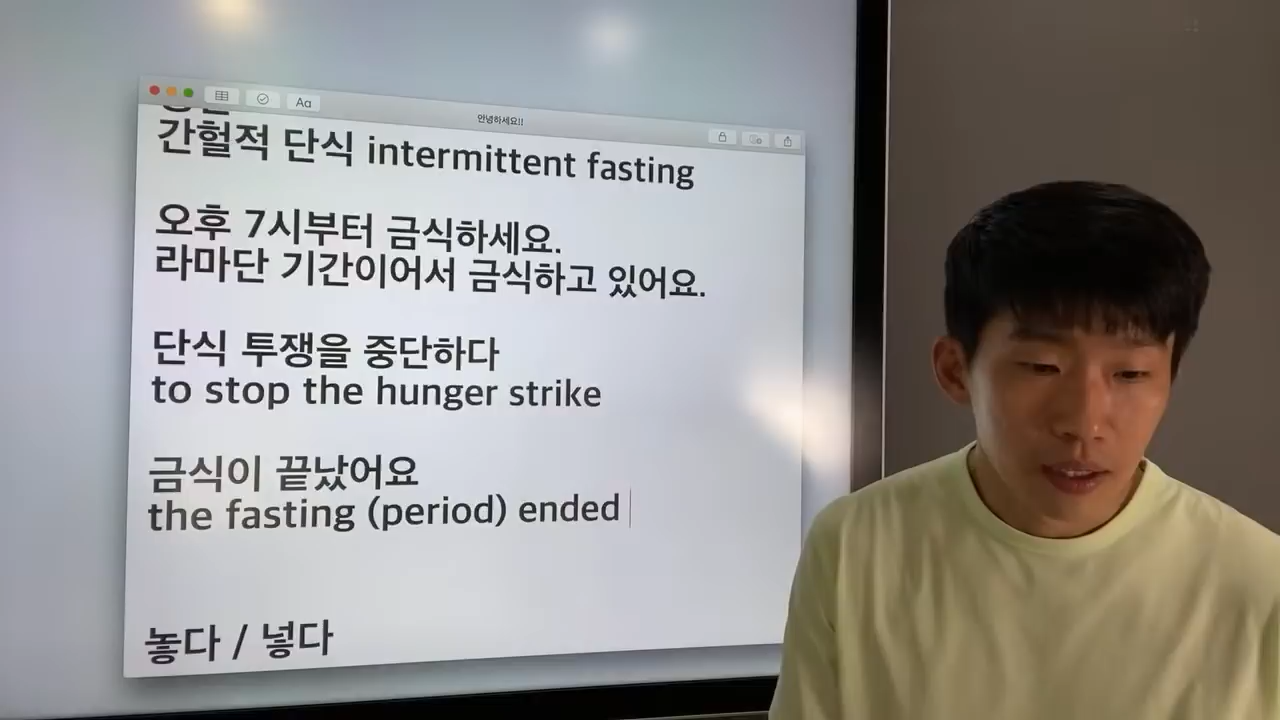 Aa
안녕하세요!!
간헐적 단식 intermittent fasting
오후 7시부터 금식하세요.
라마단 기간이어서 금식하고 있어요.
단식 투쟁을 중단하다
to stop the hunger strike
금식이 끝났어요
the fasting (period) ended
놓다 / 넣다